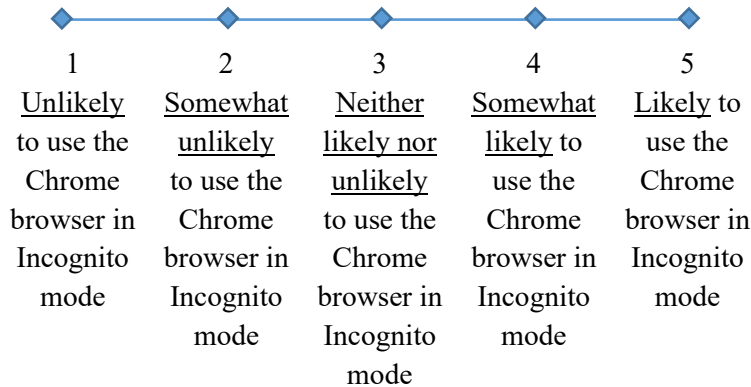 1
Unlikely
to use the
Chrome
browser in
Incognito
mode
2
Somewhat
unlikely
to use the
Chrome
browser in
Incognito
mode
3
Neither
likely nor
unlikely
to use the
Chrome
browser in
Incognito
mode
4
Somewhat
likely to
use the
Chrome
browser in
Incognito
mode
5
Likely to
use the
Chrome
browser in
Incognito
mode